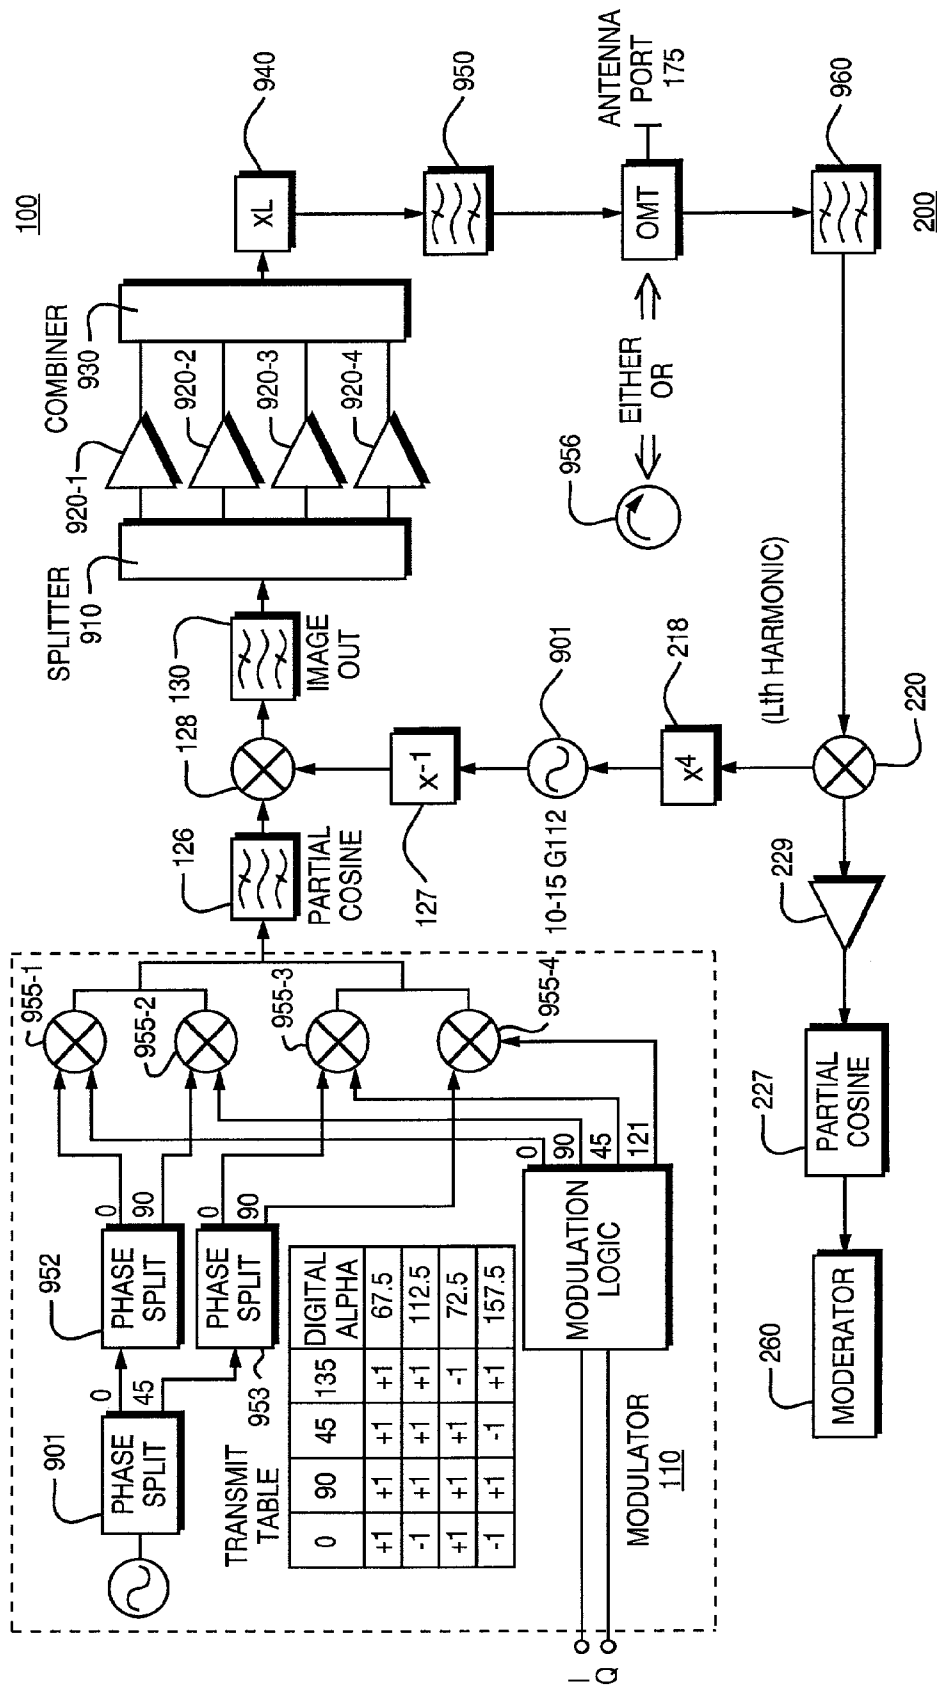 100
200
901
PHASE
SPLIT
0
45
952
PHASE
SPLIT
0
90
953
PHASE
SPLIT
0
90
955-1
955-2
955-3
955-4
TRANSMIT
TABLE
0 90 45 135 DIGITAL ALPHA
+1 +1 +1 +1 67.5
-1 +1 +1 +1 112.5
+1 +1 +1 -1 72.5
-1 +1 -1 +1 157.5
MODULATION
LOGIC
0
90
45
121
I
Q
MODULATOR
110
126
PARTIAL
COSINE
128
130
IMAGE
OUT
X-1
127
901
10-15 G112
218
X4
SPLITTER
910
920-1
920-2
920-3
920-4
COMBINER
930
XL
940
950
OMT
ANTENNA
PORT
175
EITHER
OR
956
960
(Lth HARMONIC)
220
229
227
PARTIAL
COSINE
260
MODERATOR